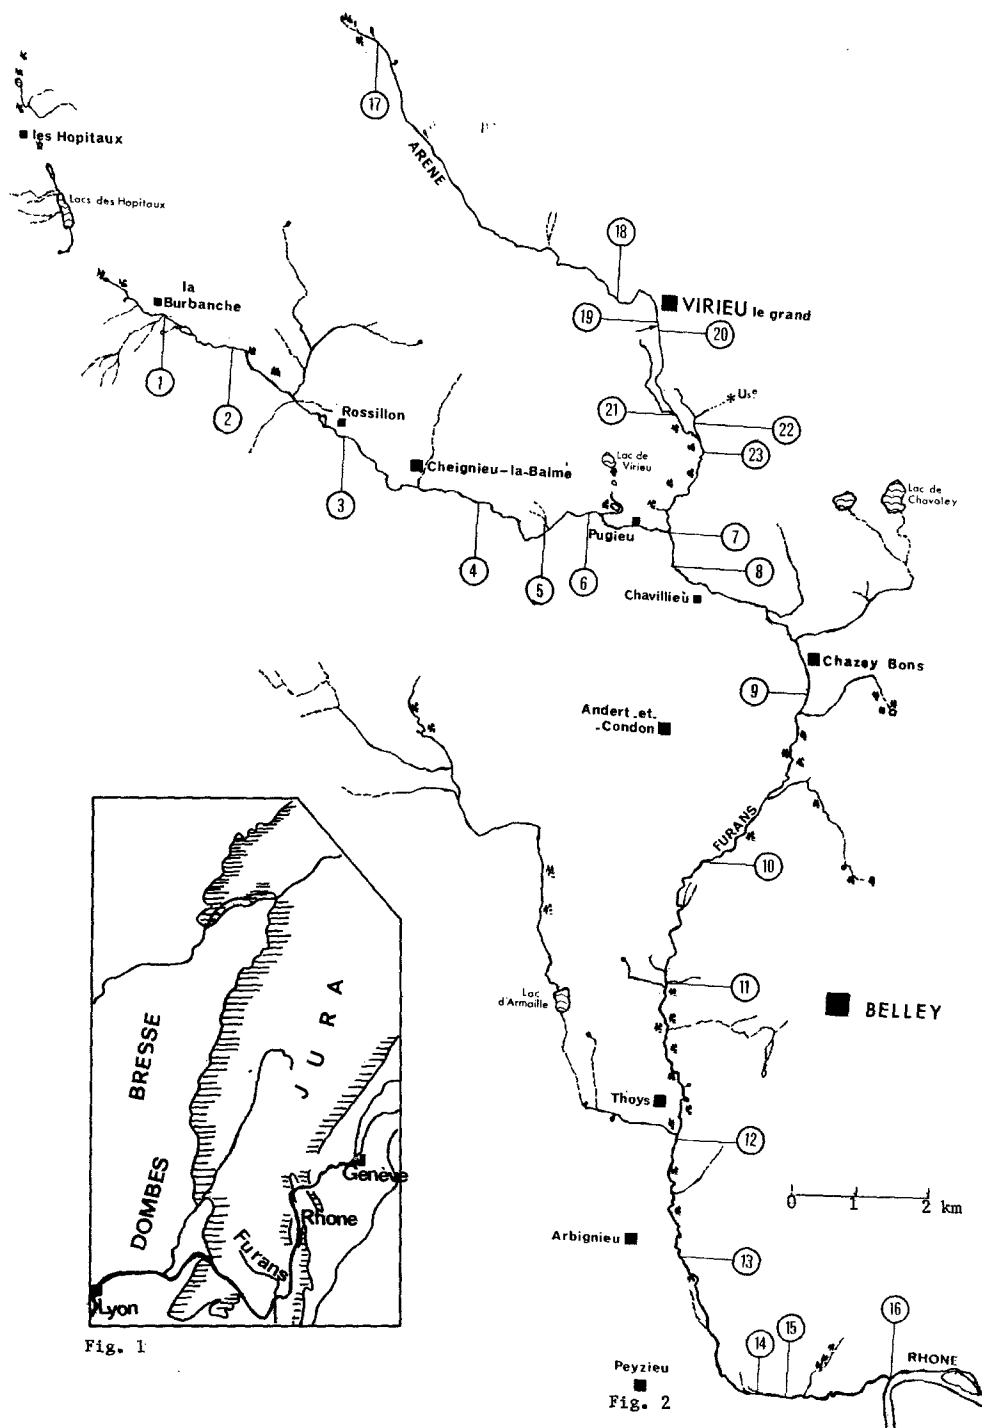 17
les Hopitaux
ARENE
Lacs des Hopitaux
18
la
Burbanche
VIRIEU le grand
19
20
1
2
Us.e
21
22
Rossillon
23
Lac de
Virieu
Cheignieu-la-Balme
Lac de
Chavoley
3
Pugieu
7
4
5
6
8
Chavillieu
Chazey Bons
9
Andert-et-
-Condon
FURANS
10
Lac
d'Armaille
11
BELLEY
JURA
BRESSE
Thoys
12
Genève
DOMBES
Rhone
0 1 2 km
Furans
Arbignieu
13
Lyon
Fig. 1
14
15
16
RHONE
Peyzieu
Fig. 2